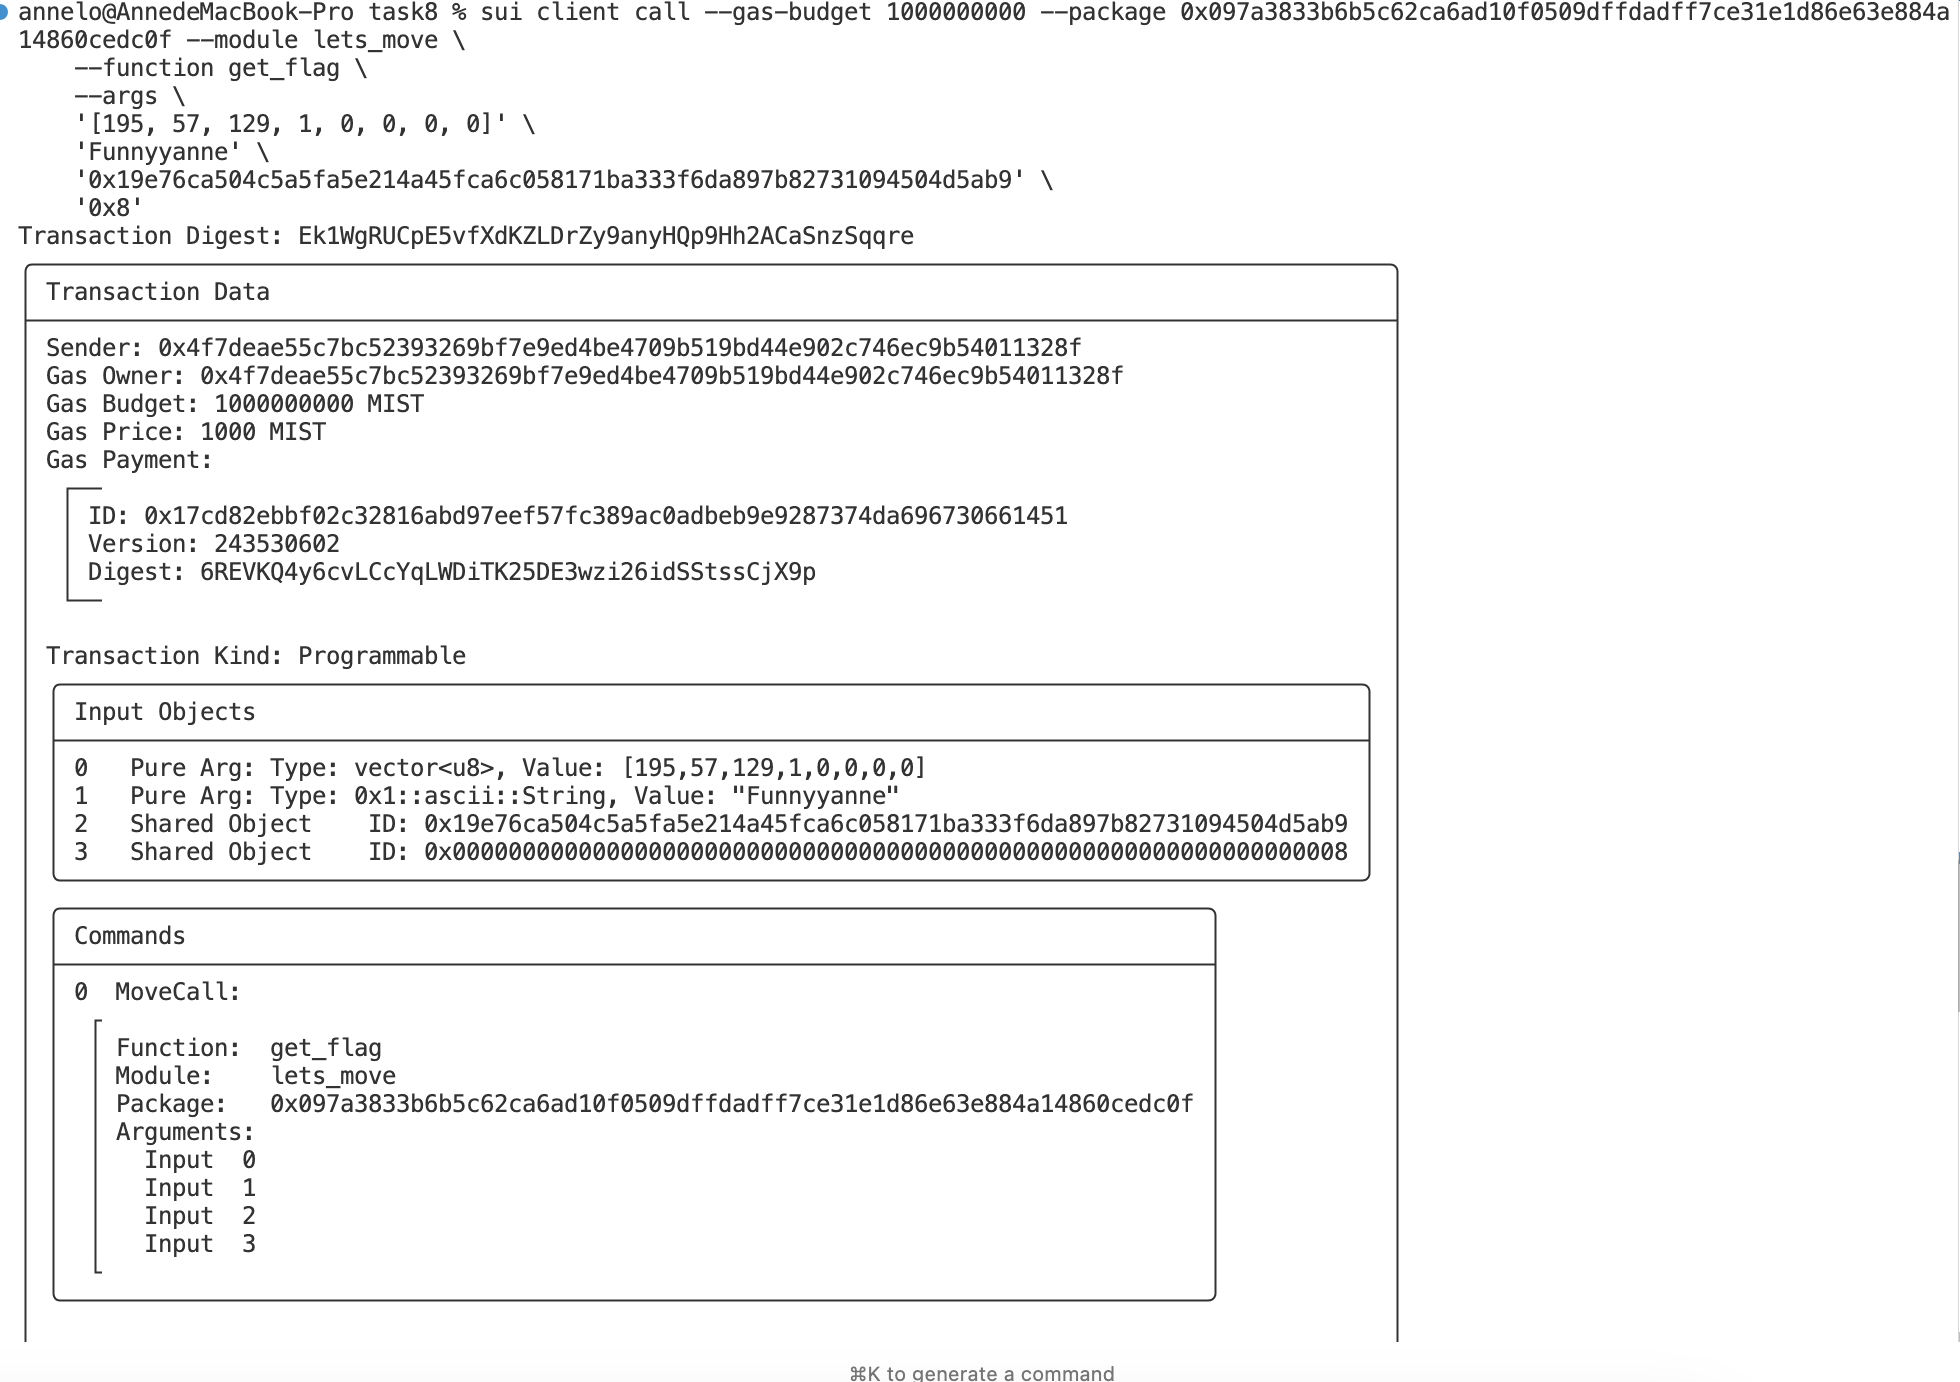 annelo@AnnedeMacBook-Pro task8 % sui client call --gas-budget 1000000000 --package 0x097a3833b6b5c62ca6ad10f0509dffdadff7ce31e1d86e63e884a
14860cedc0f --module lets_move \
--function get_flag \
--args \
'[195, 57, 129, 1, 0, 0, 0, 0]' \
'Funnyyanne' \
'0x19e76ca504c5a5fa5e214a45fca6c058171ba333f6da897b82731094504d5ab9' \
'0x8'
Transaction Digest: Ek1WgRUCpE5vfXdKZLDrZy9anyHQp9Hh2ACaSnzSqqre
Transaction Data
Sender: 0x4f7deae55c7bc52393269bf7e9ed4be4709b519bd44e902c746ec9b54011328f
Gas Owner: 0x4f7deae55c7bc52393269bf7e9ed4be4709b519bd44e902c746ec9b54011328f
Gas Budget: 1000000000 MIST
Gas Price: 1000 MIST
Gas Payment:
ID: 0x17cd82ebbf02c32816abd97eef57fc389ac0adbeb9e9287374da696730661451
Version: 243530602
Digest: 6REVKQ4y6cvLCcYqLWDiTK25DE3wzi26idSStssCjX9p
Transaction Kind: Programmable
Input Objects
0 Pure Arg: Type: vector<u8>, Value: [195,57,129,1,0,0,0,0]
1 Pure Arg: Type: 0x1::ascii::String, Value: "Funnyyanne"
2 Shared Object ID: 0x19e76ca504c5a5fa5e214a45fca6c058171ba333f6da897b82731094504d5ab9
3 Shared Object ID: 0x0000000000000000000000000000000000000000000000000000000000000008
Commands
0 MoveCall:
Function: get_flag
Module: lets_move
Package: 0x097a3833b6b5c62ca6ad10f0509dffdadff7ce31e1d86e63e884a14860cedc0f
Arguments:
Input 0
Input 1
Input 2
Input 3
⌘K to generate a command